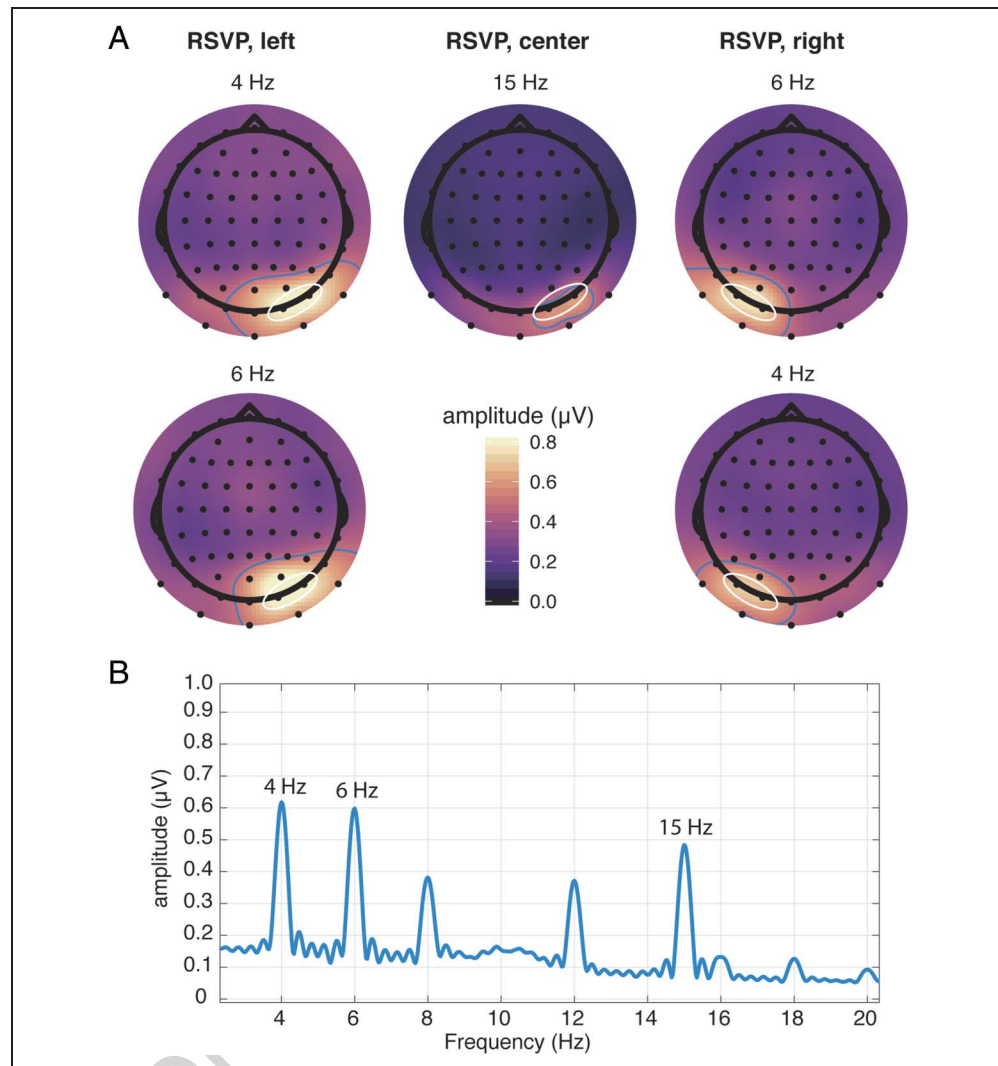 A
RSVP, left
RSVP, center
RSVP, right
4 Hz
15 Hz
6 Hz
6 Hz
4 Hz
amplitude (µV)
0.8
0.6
0.4
0.2
0.0
B
1.0
0.9
0.8
0.7
0.6
0.5
0.4
0.3
0.2
0.1
0
amplitude (µV)
4 Hz
6 Hz
15 Hz
4 6 8 10 12 14 16 18 20
Frequency (Hz)